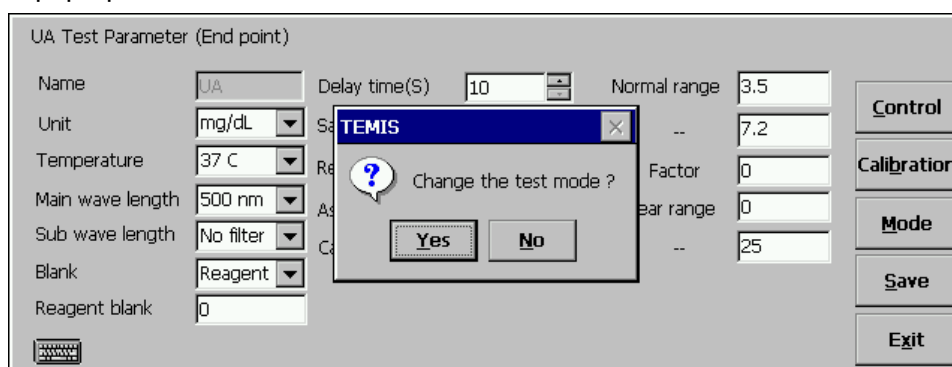 UA Test Parameter (End point)
Name UA Delay time(S) 10 Normal range 3.5
Control
Unit mg/dL TEMIS -- 7.2
Temperature 37 C Change the test mode ? Factor 0
Calibration
Main wave length 500 nm range 0
Mode
Sub wave length No filter Yes No -- 25
Blank Reagent
Save
Reagent blank 0
Exit